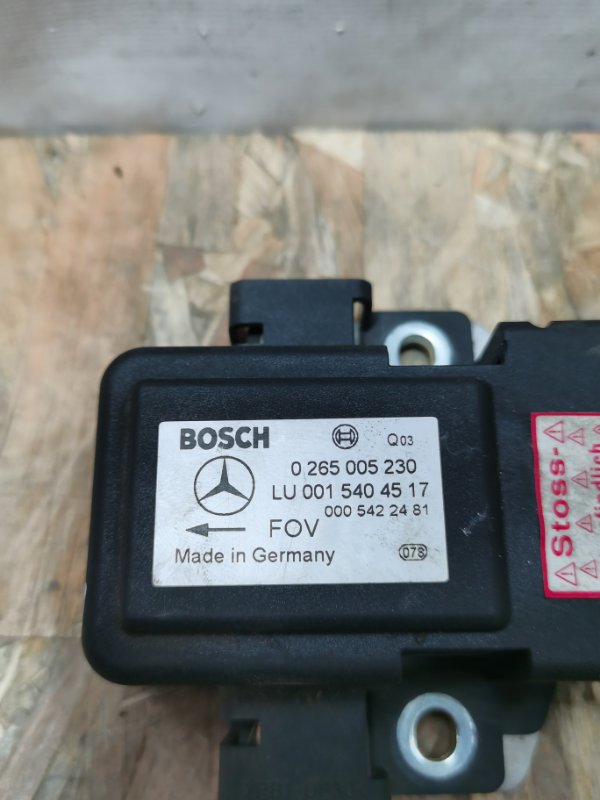 BOSCH Q03
0 265 005 230
LU 001 540 45 17
000 542 24 81
FOV
Made in Germany 078
Stoss-